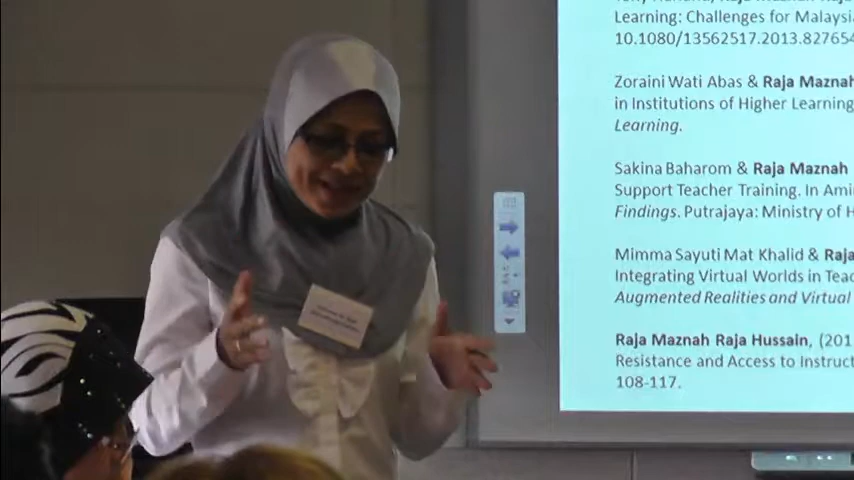 Learning: Challenges for Malaysia
10.1080/13562517.2013.82765
Zoraini Wati Abas & Raja Maznah
in Institutions of Higher Learning
Learning.
Sakina Baharom & Raja Maznah
Support Teacher Training. In Ami
Findings. Putrajaya: Ministry of H
Mimma Sayuti Mat Khalid & Raja
Integrating Virtual Worlds in Teac
Augmented Realities and Virtual
Raja Maznah Raja Hussain, (201
Resistance and Access to Instruct
108-117.